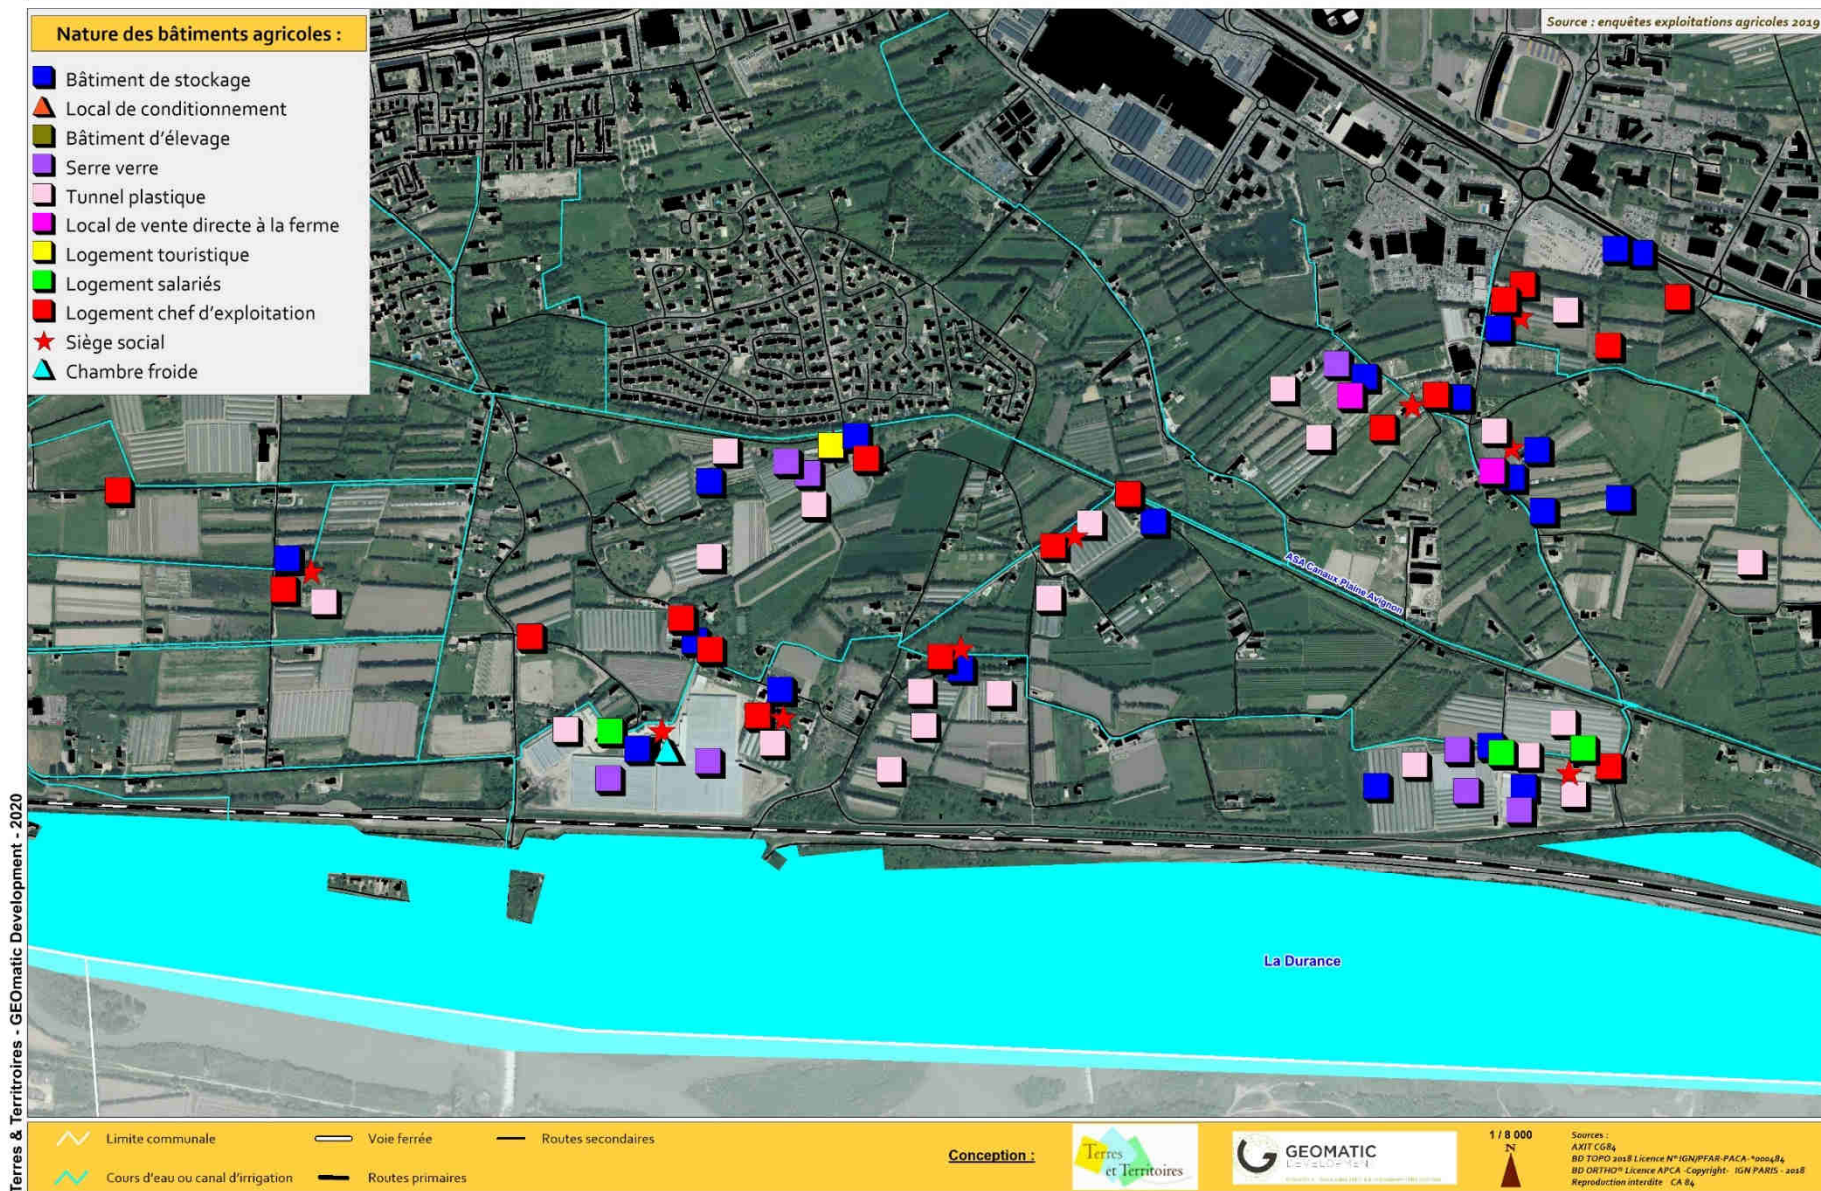 Nature des bâtiments agricoles :
Bâtiment de stockage
Local de conditionnement
Bâtiment d'élevage
Serre verre
Tunnel plastique
Local de vente directe à la ferme
Logement touristique
Logement salariés
Logement chef d'exploitation
Siège social
Chambre froide
Source : enquêtes exploitations agricoles 2019
ASA Canaux Plaine Avignon
La Durance
Terres & Territroires - GEOmatic Development - 2020
Limite communale
Voie ferrée
Routes secondaires
Cours d'eau ou canal d'irrigation
Routes primaires
Conception :
Terres
et Territoires
GEOMATIC
DEVELOPMENT
1 / 8 000
N
Sources :
AXIT CG84
BD TOPO 2018 Licence N° IGN/PFAR-PACA-*000484
BD ORTHO® Licence APCA -Copyright- IGN PARIS - 2018
Reproduction interdite CA 84